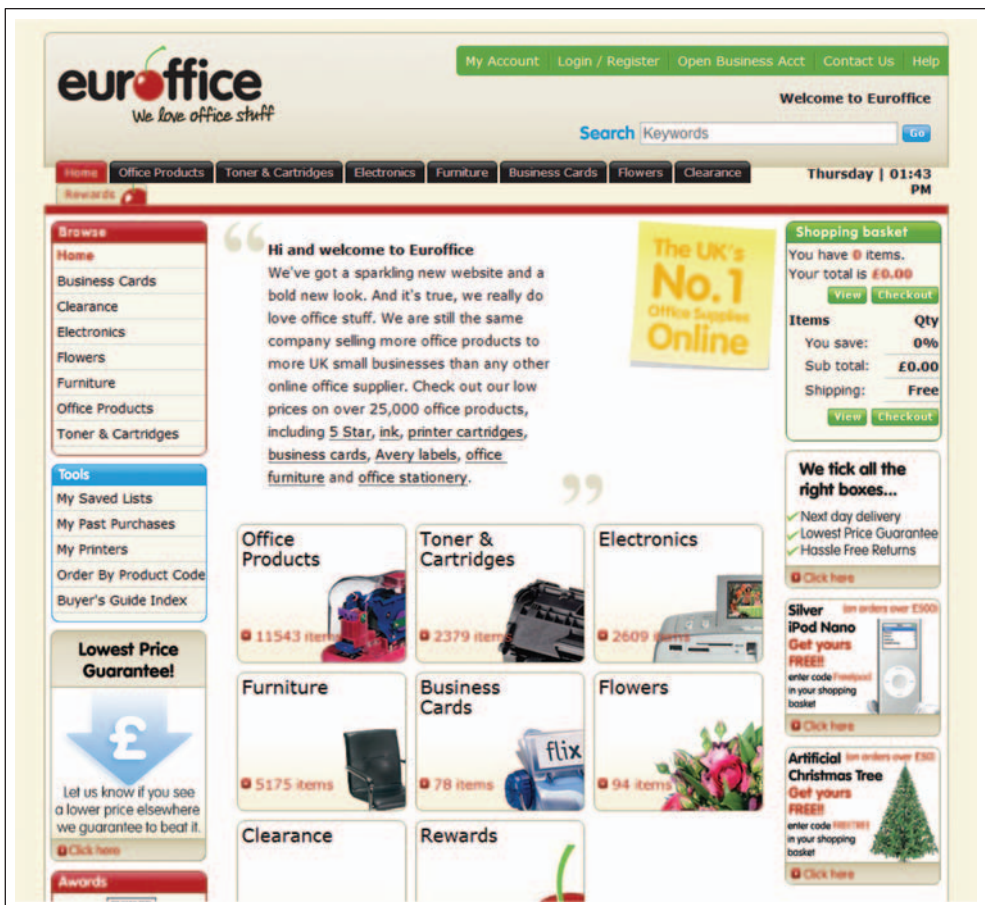 My Account Login / Register Open Business Acct Contact Us Help
euroffice
We love office stuff
Welcome to Euroffice
Search Keywords Go
Home Office Products Toner & Cartridges Electronics Furniture Business Cards Flowers Clearance
Rewards
Thursday | 01:43
PM
Browse
Home
Business Cards
Clearance
Electronics
Flowers
Furniture
Office Products
Toner & Cartridges
Tools
My Saved Lists
My Past Purchases
My Printers
Order By Product Code
Buyer's Guide Index
Lowest Price
Guarantee!
£
Let us know if you see
a lower price elsewhere
we guarantee to beat it.
Click here
Awards
“
Hi and welcome to Euroffice
We've got a sparkling new website and a
bold new look. And it's true, we really do
love office stuff. We are still the same
company selling more office products to
more UK small businesses than any other
online office supplier. Check out our low
prices on over 25,000 office products,
including 5 Star, ink, printer cartridges,
business cards, Avery labels, office
furniture and office stationery.
”
The UK's
No.1
Office Supplies
Online
Office
Products
11543 items
Toner &
Cartridges
2379 items
Electronics
2609 items
Furniture
5175 items
Business
Cards
flix
78 items
Flowers
94 items
Clearance
Rewards
Shopping basket
You have 0 items.
Your total is £0.00
View Checkout
Items Qty
You save: 0%
Sub total: £0.00
Shipping: Free
View Checkout
We tick all the
right boxes...
Next day delivery
Lowest Price Guarantee
Hassle Free Returns
Click here
Silver (on orders over £500)
iPod Nano
Get yours
FREE!!
enter code FreeIpod
in your shopping
basket
Click here
Artificial (on orders over £50)
Christmas Tree
Get yours
FREE!!
enter code FREETREE
in your shopping
basket
Click here